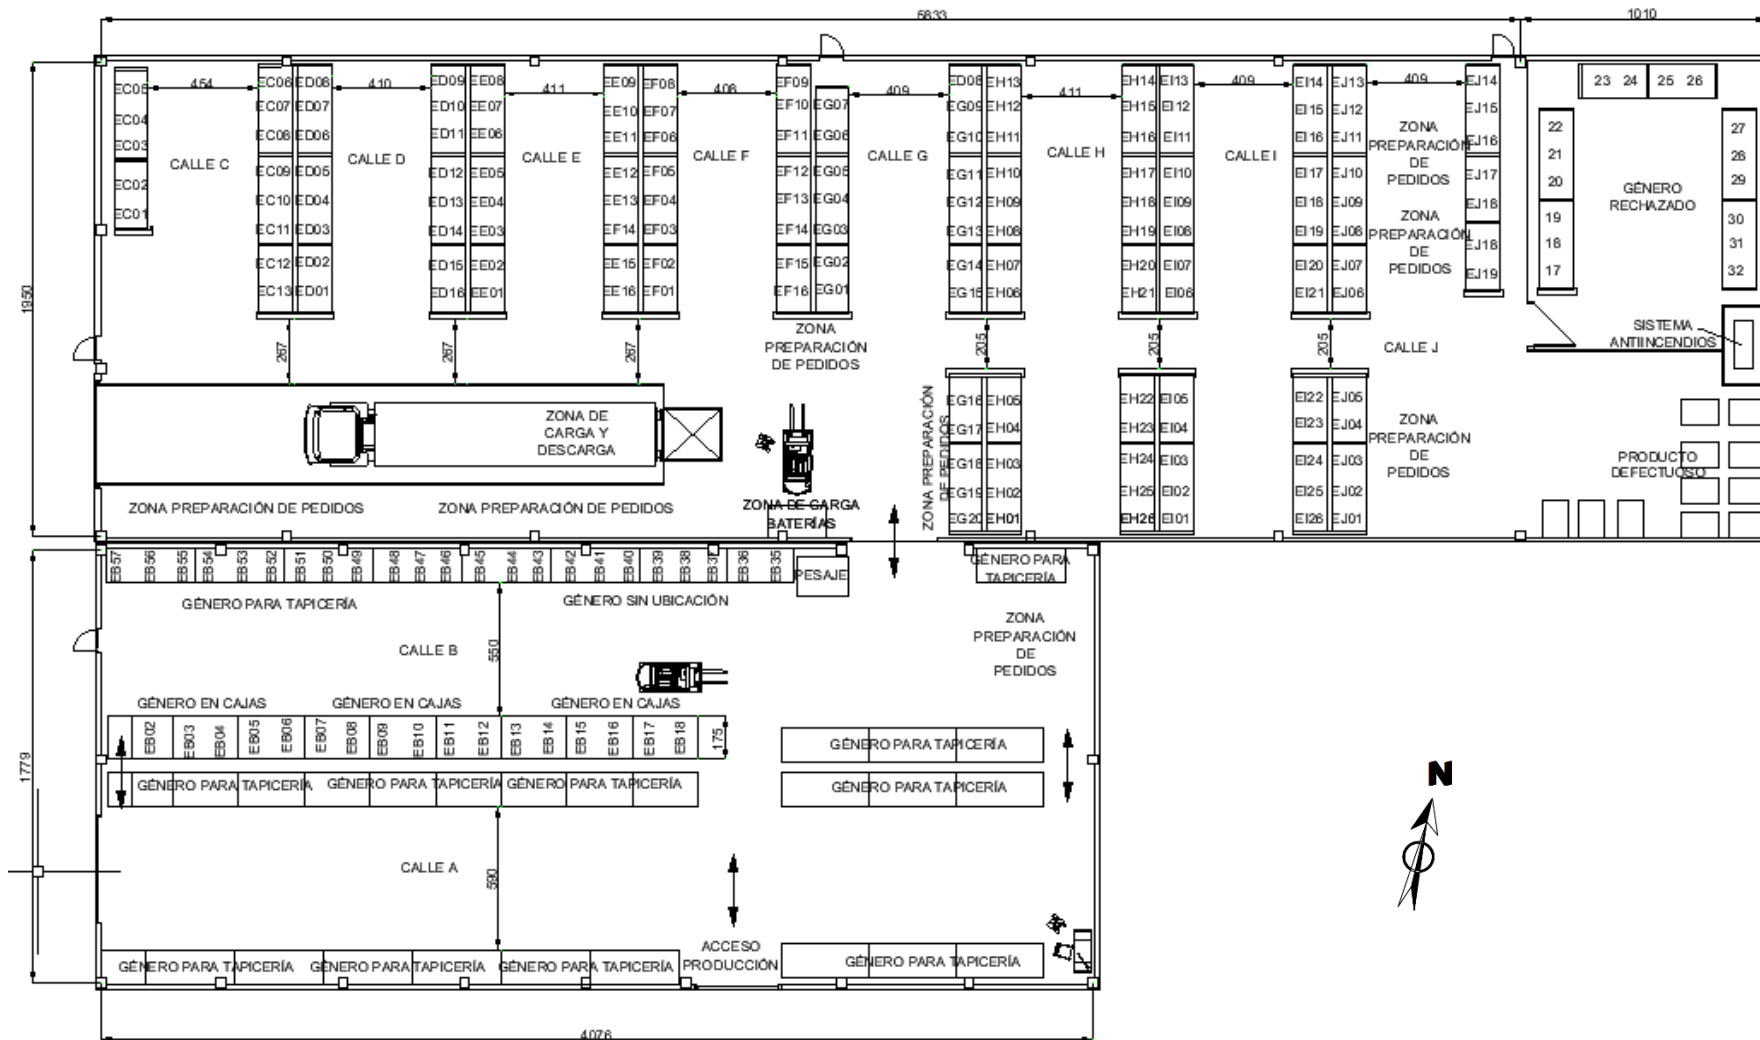 5833
1010
454
410
411
406
409
411
409
409
EC05
EC04
EC03
EC02
EC01
CALLE C
EC06 ED08
EC07 ED07
EC08 ED06
EC09 ED05
EC10 ED04
EC11 ED03
EC12 ED02
EC13 ED01
CALLE D
ED09 EE08
ED10 EE07
ED11 EE06
ED12 EE05
ED13 EE04
ED14 EE03
ED15 EE02
ED16 EE01
CALLE E
EE09 EF08
EE10 EF07
EE11 EF06
EE12 EF05
EE13 EF04
EF14 EF03
EE15 EF02
EE16 EF01
CALLE F
EF09
EF10 EG07
EF11 EG06
EF12 EG05
EF13 EG04
EF14 EG03
EF15 EG02
EF16 EG01
CALLE G
ED08 EH13
EG09 EH12
EG10 EH11
EG11 EH10
EG12 EH09
EG13 EH08
EG14 EH07
EG15 EH06
CALLE H
EH14 EI13
EH15 EI12
EH16 EI11
EH17 EI10
EH18 EI09
EH19 EI08
EH20 EI07
EH21 EI06
CALLE I
EI14 EJ13
EI15 EJ12
EI16 EJ11
EI17 EJ10
EI18 EJ09
EI19 EJ08
EI20 EJ07
EI21 EJ06
ZONA
PREPARACIÓN
DE
PEDIDOS
ZONA
PREPARACIÓN
DE
PEDIDOS
EJ14
EJ15
EJ16
EJ17
EJ18
EJ18
EJ19
23 24 25 26
22
21
20
19
18
17
27
28
29
30
31
32
GÉNERO
RECHAZADO
SISTEMA
ANTIINCENDIOS
1950
267
267
267
205
205
205
ZONA
PREPARACIÓN
DE PEDIDOS
CALLE J
ZONA DE
CARGA Y
DESCARGA
ZONA PREPARACIÓN
DE PEDIDOS
EG16 EH05
EG17 EH04
EG18 EH03
EG19 EH02
EG20 EH01
EH22 EI05
EH23 EI04
EH24 EI03
EH25 EI02
EH26 EI01
EI22 EJ05
EI23 EJ04
EI24 EJ03
EI25 EJ02
EI26 EJ01
ZONA
PREPARACIÓN
DE
PEDIDOS
PRODUCTO
DEFECTUOSO
ZONA PREPARACIÓN DE PEDIDOS
ZONA PREPARACIÓN DE PEDIDOS
ZONA DE CARGA
BATERÍAS
EB57 EB56 EB55 EB54 EB53 EB52 EB51 EB50 EB49 EB48 EB47 EB46 EB45 EB44 EB43 EB42 EB41 EB40 EB39 EB38 EB37 EB36 EB35
PESAJE
GÉNERO PARA
TAPICERÍA
GÉNERO PARA TAPICERÍA
GÉNERO SIN UBICACIÓN
CALLE B
550
ZONA
PREPARACIÓN
DE
PEDIDOS
GÉNERO EN CAJAS
GÉNERO EN CAJAS
GÉNERO EN CAJAS
EB02 EB03 EB04 EB05 EB06 EB07 EB08 EB09 EB10 EB11 EB12 EB13 EB14 EB15 EB16 EB17 EB18
175
GÉNERO PARA TAPICERÍA
1779
GÉNERO PARA TAPICERÍA
GÉNERO PARA TAPICERÍA
GÉNERO PARA TAPICERÍA
GÉNERO PARA TAPICERÍA
N
CALLE A
590
ACCESO
PRODUCCIÓN
GÉNERO PARA TAPICERÍA
GÉNERO PARA TAPICERÍA
GÉNERO PARA TAPICERÍA
GÉNERO PARA TAPICERÍA
4076